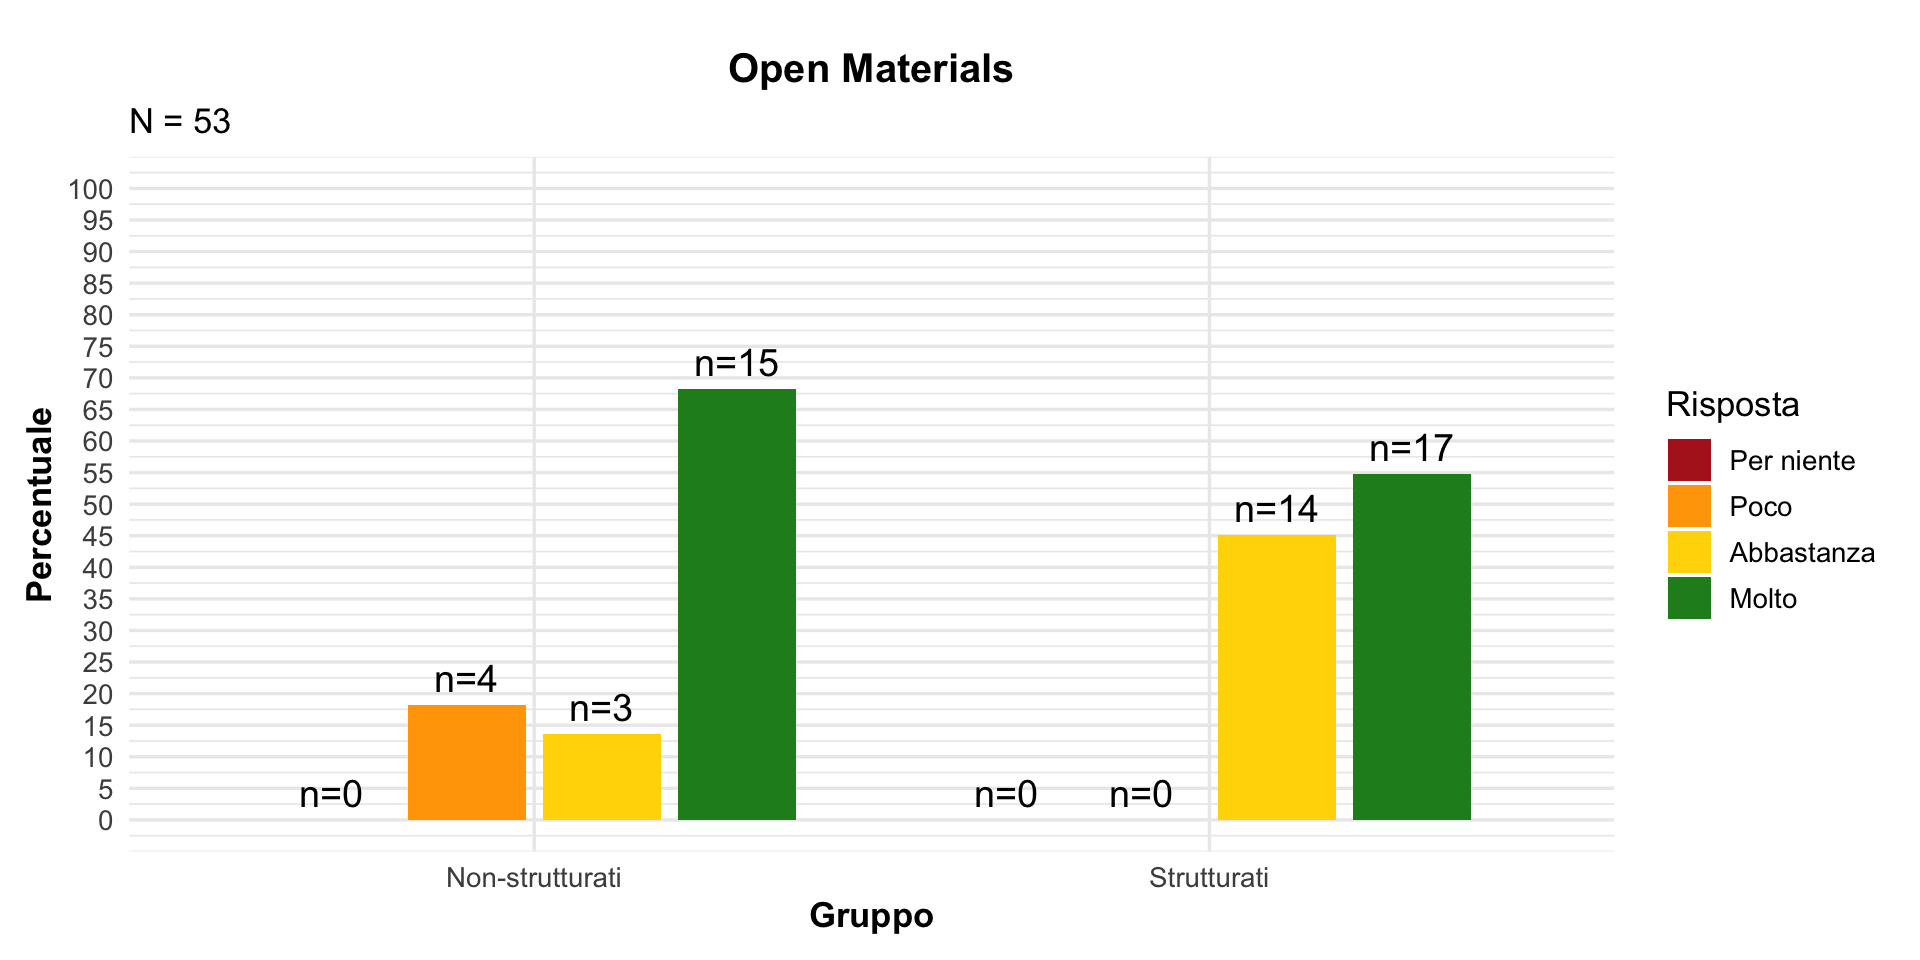 Open Materials
N = 53
Percentuale
100
95
90
85
80
75
70
65
60
55
50
45
40
35
30
25
20
15
10
5
0
n=0
n=4
n=3
n=15
n=0
n=0
n=14
n=17
Non-strutturati
Strutturati
Gruppo
Risposta
Per niente
Poco
Abbastanza
Molto